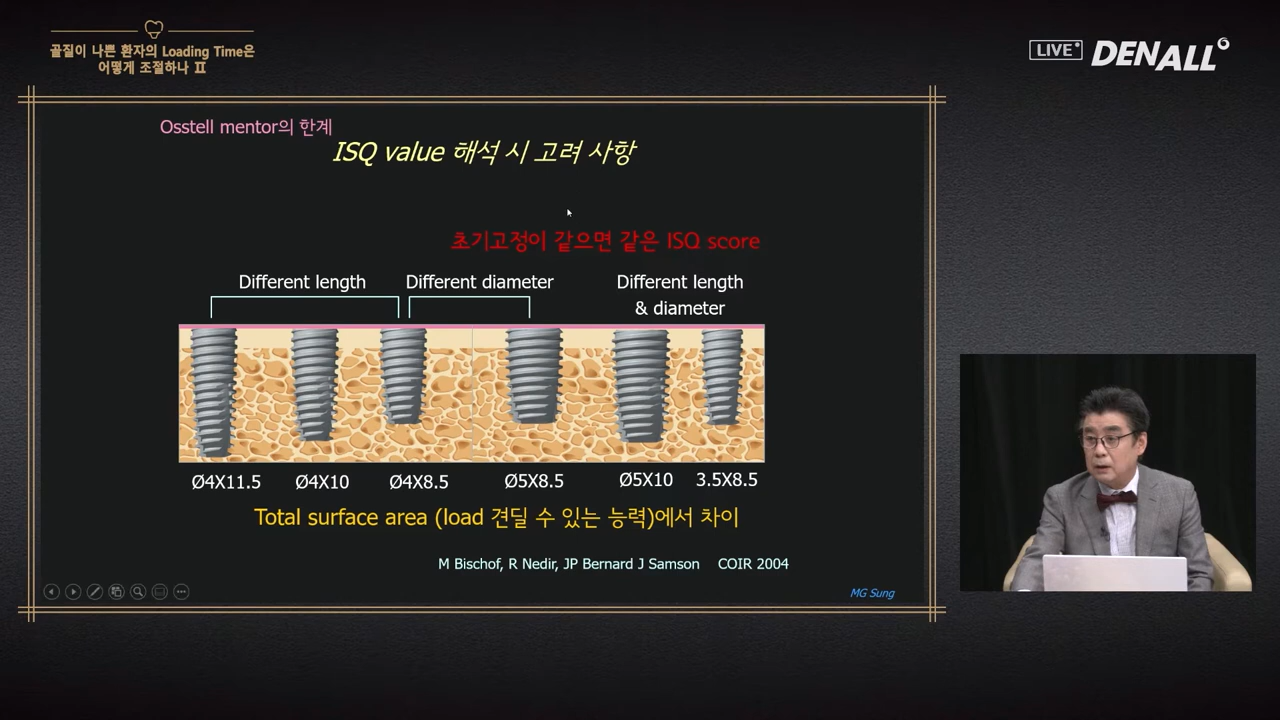 골질이 나쁜 환자의 Loading Time은
어떻게 조절하나 Ⅱ
LIVE
DENALL
Osstell mentor의 한계
ISQ value 해석 시 고려 사항
초기고정이 같으면 같은 ISQ score
Different length
Different diameter
Different length
& diameter
Ø4X11.5
Ø4X10
Ø4X8.5
Ø5X8.5
Ø5X10
3.5X8.5
Total surface area (load 견딜 수 있는 능력)에서 차이
M Bischof, R Nedir, JP Bernard J Samson COIR 2004
MG Sung